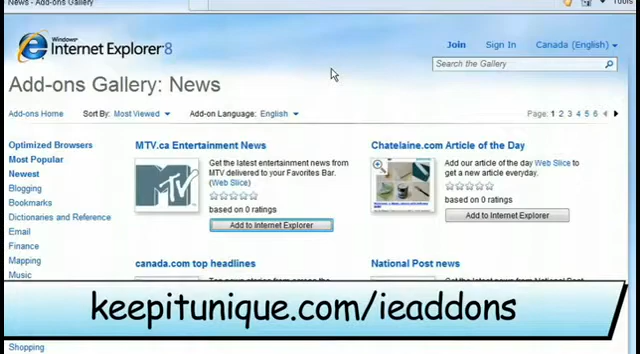 News - Add-ons Gallery
Tools
Windows
Internet Explorer 8
Join Sign In Canada (English)
Search the Gallery
Add-ons Gallery: News
Add-ons Home Sort By: Most Viewed Add-on Language: English Page: 1 2 3 4 5 6
Optimized Browsers
Most Popular
Newest
Blogging
Bookmarks
Dictionaries and Reference
Email
Finance
Mapping
Music
Shopping
MTV.ca Entertainment News
MTV
Get the latest entertainment news from
MTV delivered to your Favorites Bar.
(Web Slice)
based on 0 ratings
Add to Internet Explorer
Chatelaine.com Article of the Day
Add our article of the day Web Slice to
get a new article everyday.
based on 0 ratings
Add to Internet Explorer
canada.com top headlines
National Post news
keepitunique.com/ieaddons